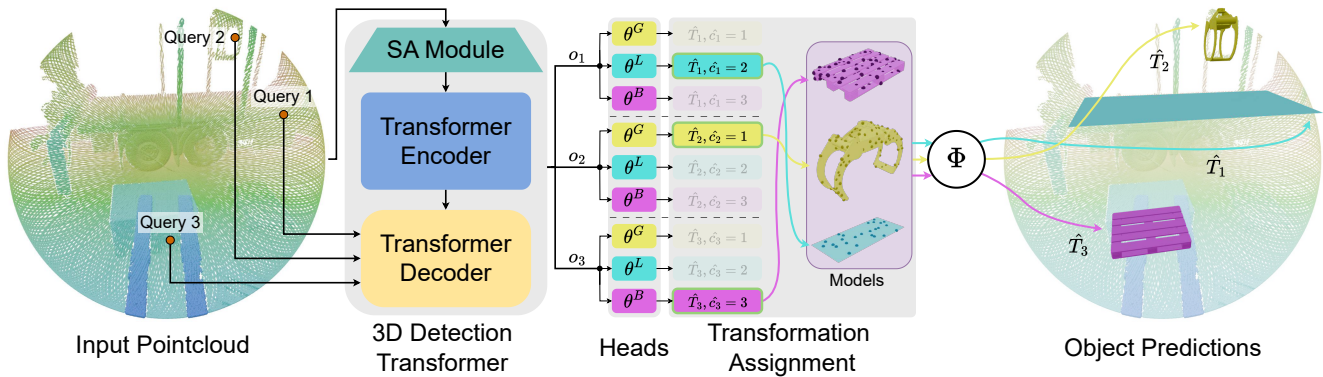 Query 2
Query 1
Query 3
Input Pointcloud
SA Module
Transformer
Encoder
Transformer
Decoder
3D Detection
Transformer
o₁
θᴳ
T̂₁, ĉ₁ = 1
θᴸ
T̂₁, ĉ₁ = 2
θᴮ
T̂₁, ĉ₁ = 3
o₂
θᴳ
T̂₂, ĉ₂ = 1
θᴸ
T̂₂, ĉ₂ = 2
θᴮ
T̂₂, ĉ₂ = 3
o₃
θᴳ
T̂₃, ĉ₃ = 1
θᴸ
T̂₃, ĉ₃ = 2
θᴮ
T̂₃, ĉ₃ = 3
Heads
Models
Transformation
Assignment
Φ
T̂₂
T̂₁
T̂₃
Object Predictions